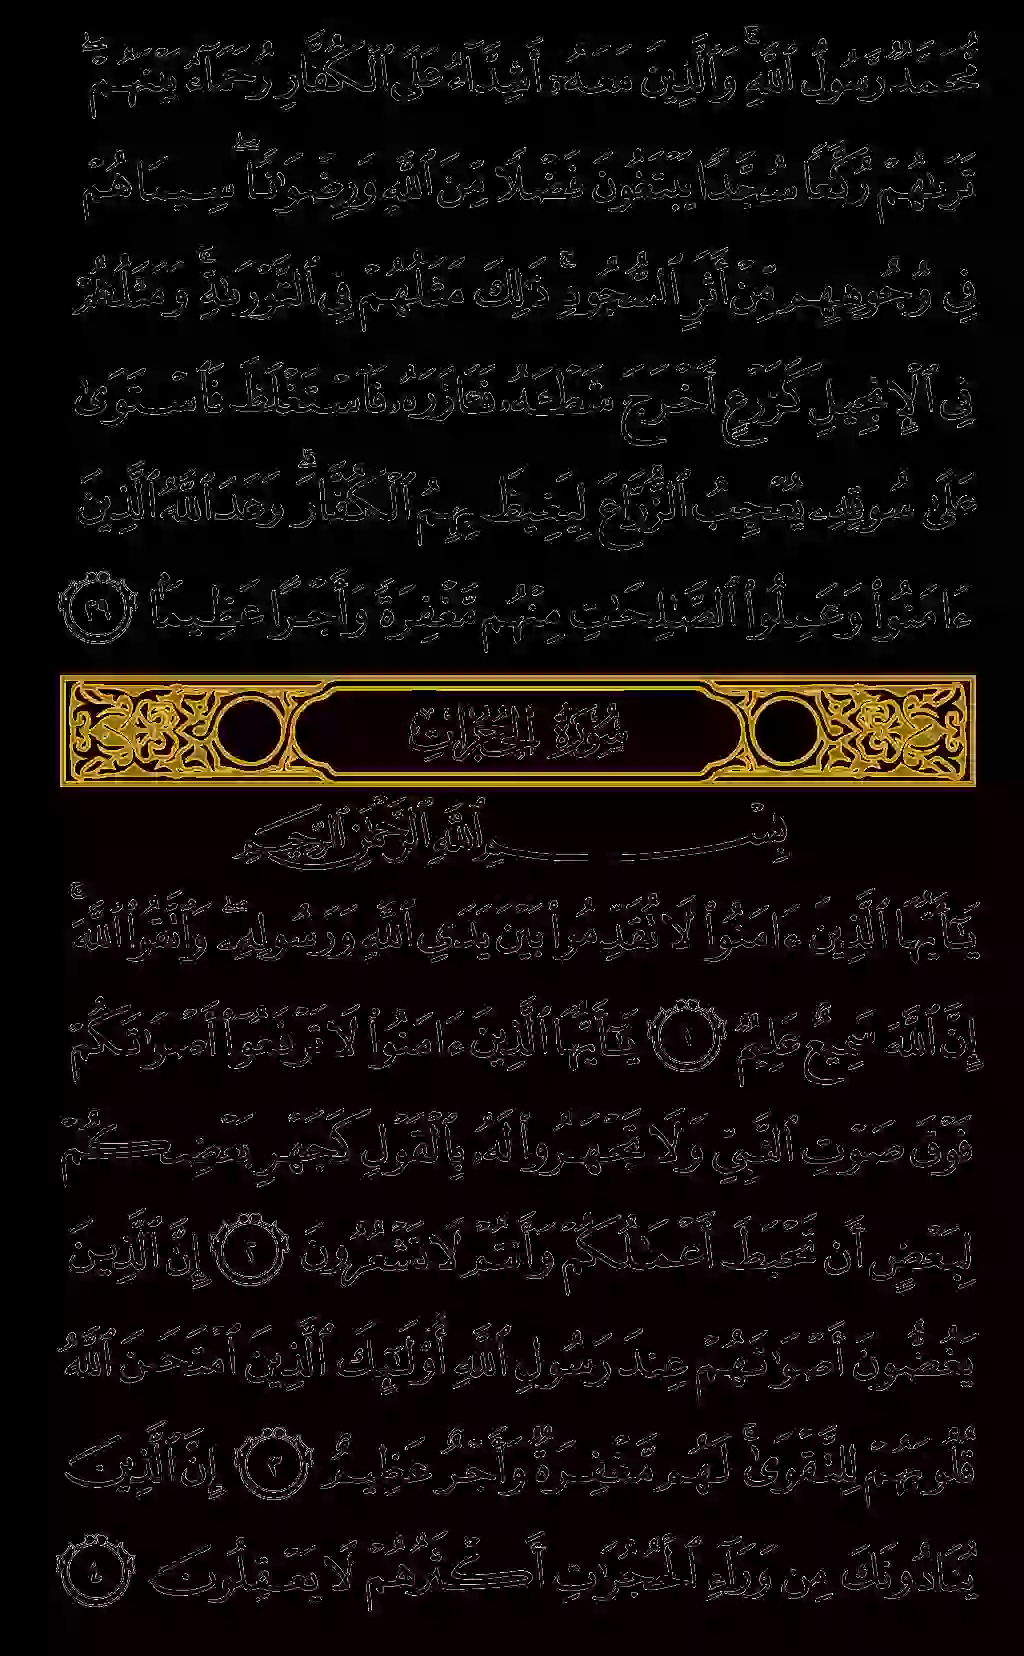 مُّحَمَّدٌ رَّسُولُ ٱللَّهِ ۚ وَٱلَّذِينَ مَعَهُۥٓ أَشِدَّآءُ عَلَى ٱلْكُفَّارِ رُحَمَآءُ بَيْنَهُمْ ۖ
تَرَىٰهُمْ رُكَّعًا سُجَّدًا يَبْتَغُونَ فَضْلًا مِّنَ ٱللَّهِ وَرِضْوَٰنًا ۖ سِيمَاهُمْ
فِى وُجُوهِهِم مِّنْ أَثَرِ ٱلسُّجُودِ ۚ ذَٰلِكَ مَثَلُهُمْ فِى ٱلتَّوْرَىٰةِ ۚ وَمَثَلُهُمْ
فِى ٱلْإِنجِيلِ كَزَرْعٍ أَخْرَجَ شَطْـَٔهُۥ فَـَٔازَرَهُۥ فَٱسْتَغْلَظَ فَٱسْتَوَىٰ
عَلَىٰ سُوقِهِۦ يُعْجِبُ ٱلزُّرَّاعَ لِيَغِيظَ بِهِمُ ٱلْكُفَّارَ ۗ وَعَدَ ٱللَّهُ ٱلَّذِينَ
ءَامَنُوا۟ وَعَمِلُوا۟ ٱلصَّٰلِحَٰتِ مِنْهُم مَّغْفِرَةً وَأَجْرًا عَظِيمًۢا ٢٩
سُورَةُ الْحُجُرَاتِ
بِسْمِ ٱللَّهِ ٱلرَّحْمَٰنِ ٱلرَّحِيمِ
يَٰٓأَيُّهَا ٱلَّذِينَ ءَامَنُوا۟ لَا تُقَدِّمُوا۟ بَيْنَ يَدَىِ ٱللَّهِ وَرَسُولِهِۦ ۖ وَٱتَّقُوا۟ ٱللَّهَ ۚ
إِنَّ ٱللَّهَ سَمِيعٌ عَلِيمٌ ١ يَٰٓأَيُّهَا ٱلَّذِينَ ءَامَنُوا۟ لَا تَرْفَعُوٓا۟ أَصْوَٰتَكُمْ
فَوْقَ صَوْتِ ٱلنَّبِىِّ وَلَا تَجْهَرُوا۟ لَهُۥ بِٱلْقَوْلِ كَجَهْرِ بَعْضِكُمْ
لِبَعْضٍ أَن تَحْبَطَ أَعْمَٰلُكُمْ وَأَنتُمْ لَا تَشْعُرُونَ ٢ إِنَّ ٱلَّذِينَ
يَغُضُّونَ أَصْوَٰتَهُمْ عِندَ رَسُولِ ٱللَّهِ أُو۟لَٰٓئِكَ ٱلَّذِينَ ٱمْتَحَنَ ٱللَّهُ
قُلُوبَهُمْ لِلتَّقْوَىٰ ۚ لَهُم مَّغْفِرَةٌ وَأَجْرٌ عَظِيمٌ ٣ إِنَّ ٱلَّذِينَ
يُنَادُونَكَ مِن وَرَآءِ ٱلْحُجُرَٰتِ أَكْثَرُهُمْ لَا يَعْقِلُونَ ٤